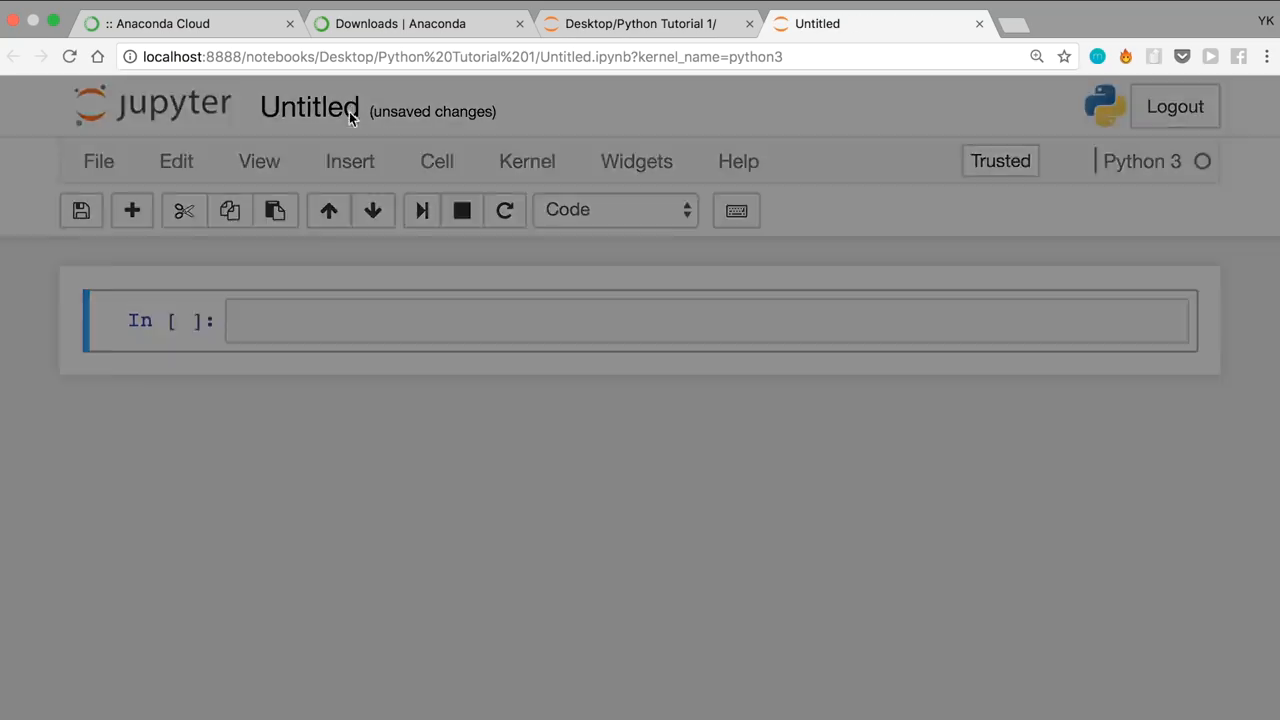 :: Anaconda Cloud
Downloads | Anaconda
Desktop/Python Tutorial 1/
Untitled
YK
localhost:8888/notebooks/Desktop/Python%20Tutorial%201/Untitled.ipynb?kernel_name=python3
jupyter Untitled (unsaved changes)
Logout
File Edit View Insert Cell Kernel Widgets Help Trusted Python 3
Code
In [ ]: